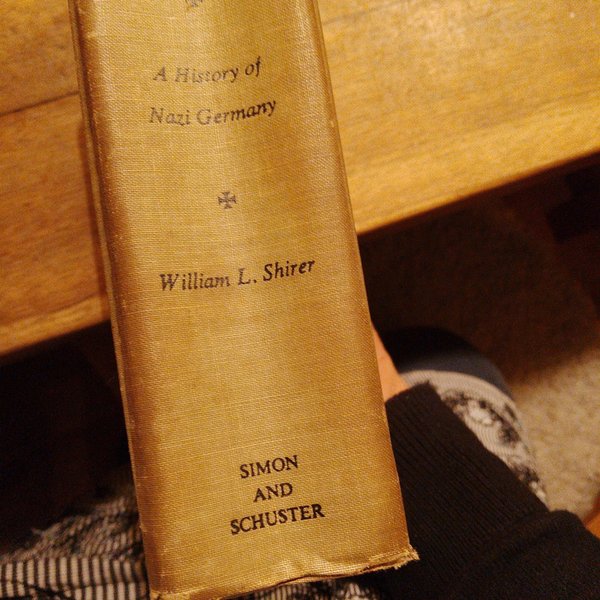 A History of
Nazi Germany
William L. Shirer
SIMON
AND
SCHUSTER